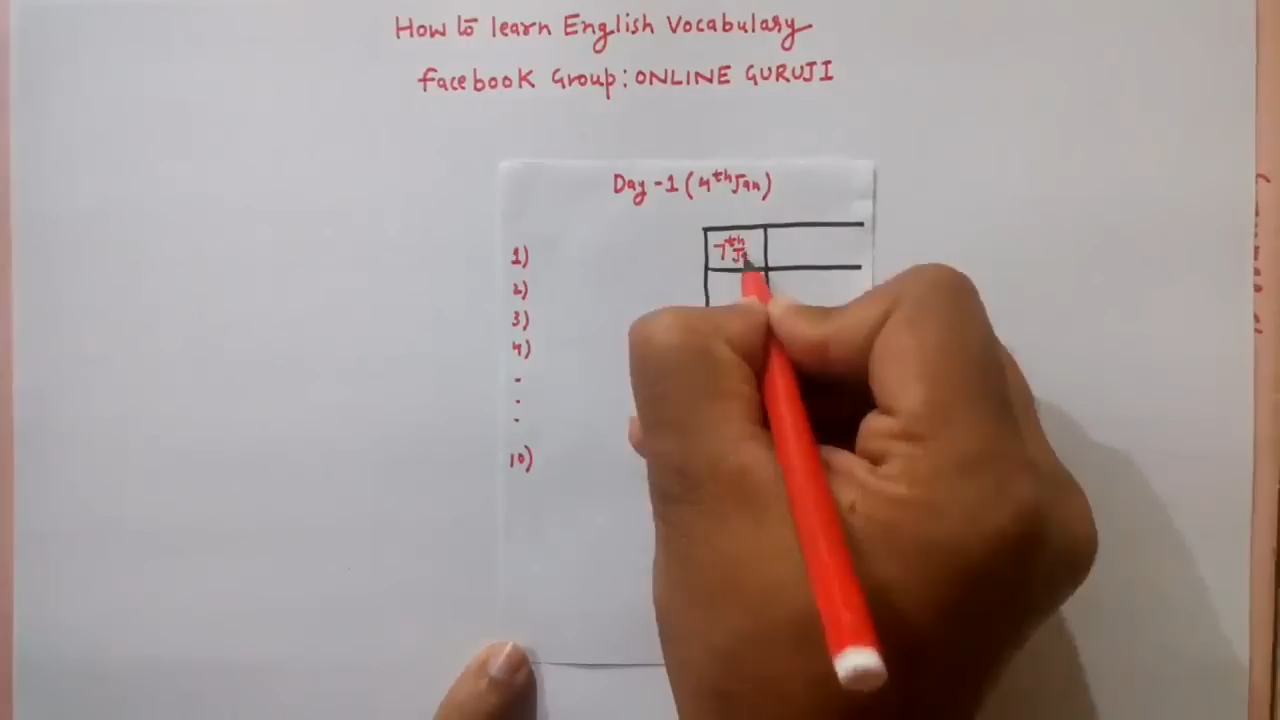 How to learn English Vocabulary
facebook Group: ONLINE GURUJI
Day-1 (4th Jan)
7th
Ja
1)
2)
3)
4)
-
-
-
10)